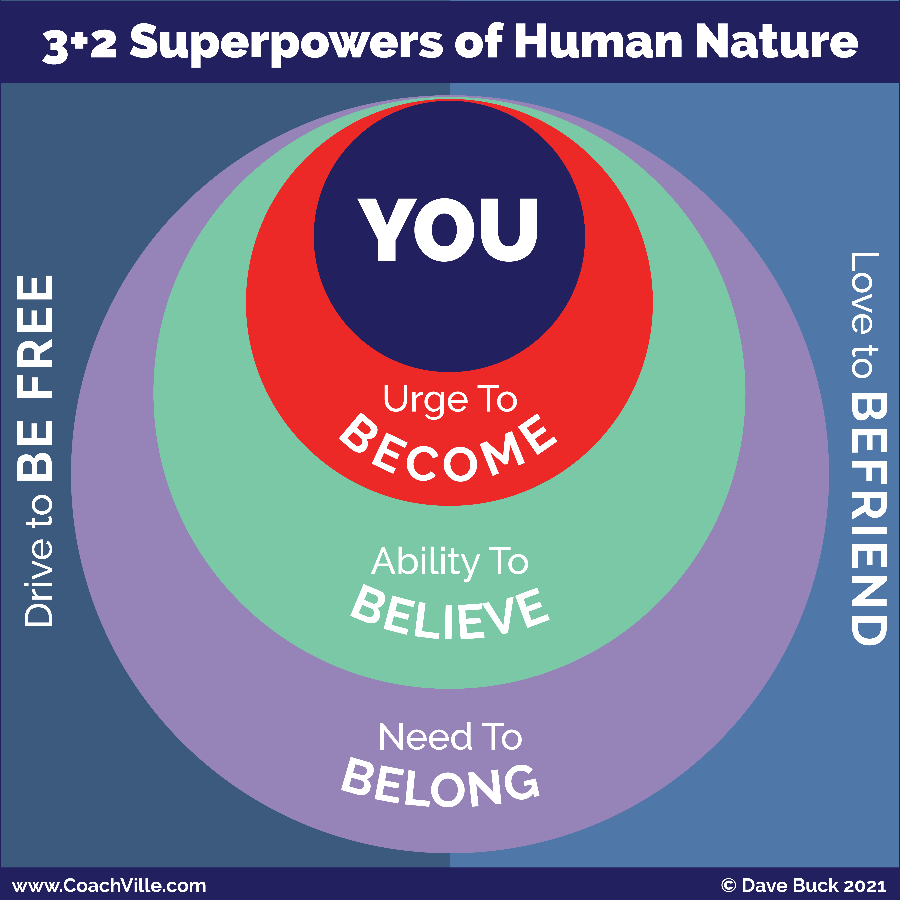 3+2 Superpowers of Human Nature
YOU
Urge To
BECOME
Ability To
BELIEVE
Need To
BELONG
Drive to BE FREE
Love to BEFRIEND
www.CoachVille.com
© Dave Buck 2021